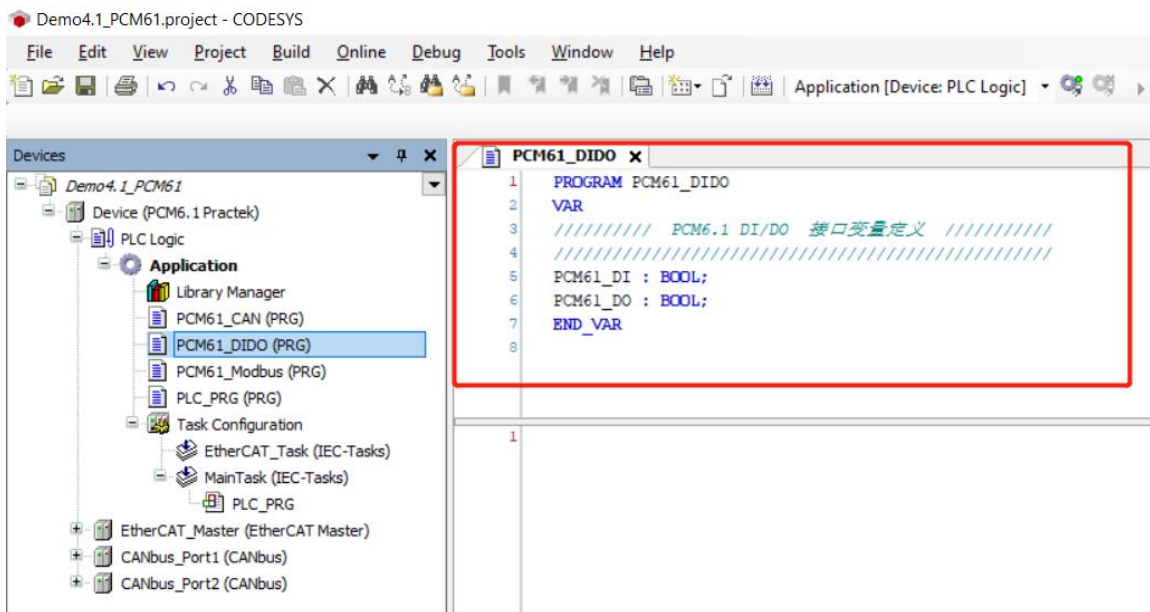 Demo4.1_PCM61.project - CODESYS
File Edit View Project Build Online Debug Tools Window Help
Application [Device: PLC Logic]
Devices
Demo4.1_PCM61
Device (PCM6.1 Practek)
PLC Logic
Application
Library Manager
PCM61_CAN (PRG)
PCM61_DIDO (PRG)
PCM61_Modbus (PRG)
PLC_PRG (PRG)
Task Configuration
EtherCAT_Task (IEC-Tasks)
MainTask (IEC-Tasks)
PLC_PRG
EtherCAT_Master (EtherCAT Master)
CANbus_Port1 (CANbus)
CANbus_Port2 (CANbus)
PCM61_DIDO
1 PROGRAM PCM61_DIDO
2 VAR
3 ////////// PCM6.1 DI/DO 接口变量定义 ///////////
4 //////////////////////////////////////////////////
5 PCM61_DI : BOOL;
6 PCM61_DO : BOOL;
7 END_VAR
8
1